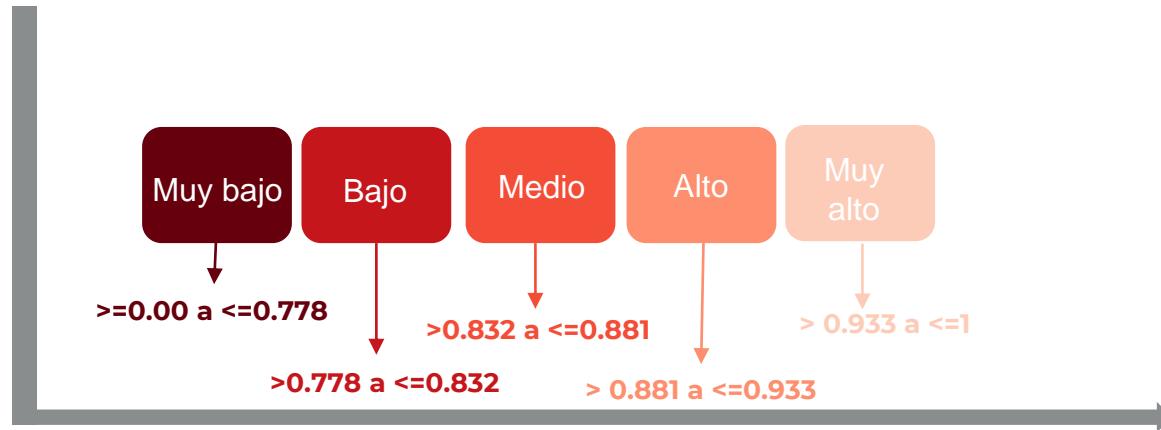 Muy bajo
Bajo
Medio
Alto
Muy
alto
>=0.00 a <=0.778
>0.778 a <=0.832
>0.832 a <=0.881
> 0.881 a <=0.933
> 0.933 a <=1